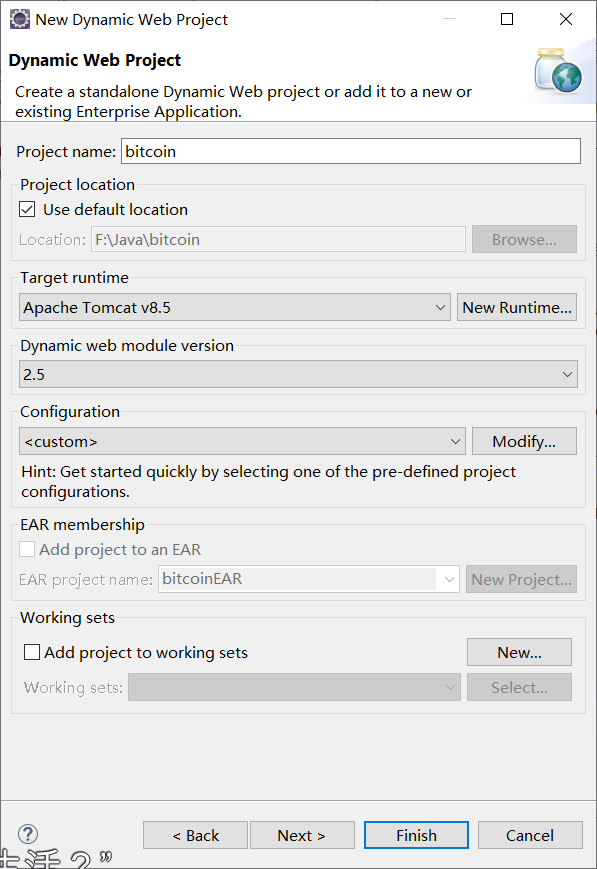 New Dynamic Web Project
Dynamic Web Project
Create a standalone Dynamic Web project or add it to a new or
existing Enterprise Application.
Project name: bitcoin
Project location
Use default location
Location: F:\Java\bitcoin Browse...
Target runtime
Apache Tomcat v8.5 New Runtime...
Dynamic web module version
2.5
Configuration
<custom> Modify...
Hint: Get started quickly by selecting one of the pre-defined project
configurations.
EAR membership
Add project to an EAR
EAR project name: bitcoinEAR New Project...
Working sets
Add project to working sets New...
Working sets: Select...
? < Back Next > Finish Cancel
活？”